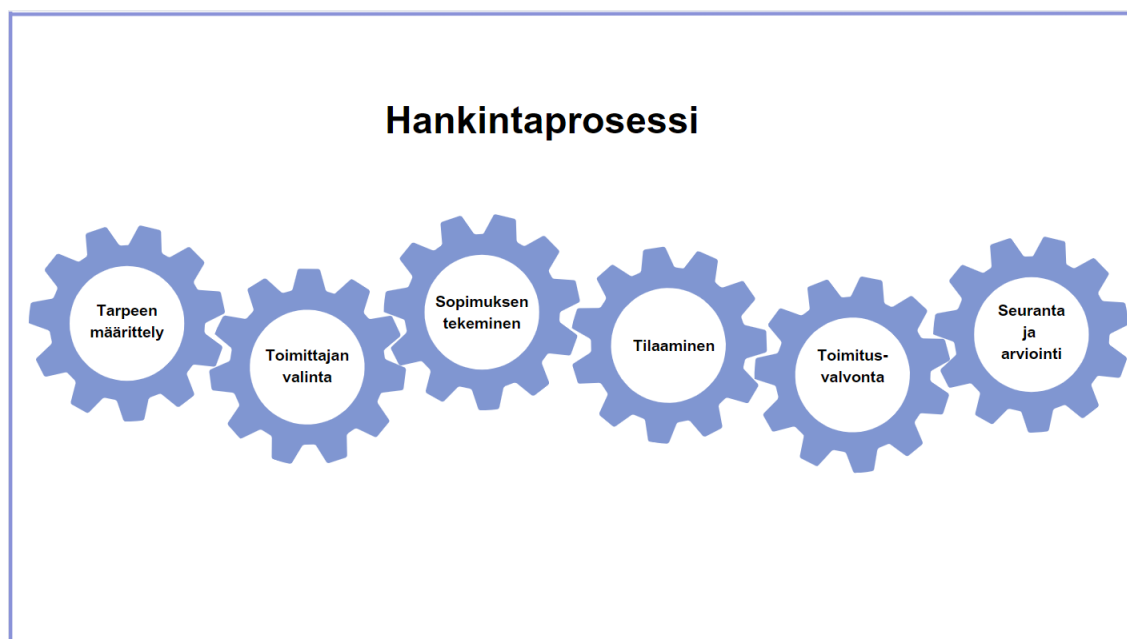 Hankintaprosessi
Tarpeen
määrittely
Toimittajan
valinta
Sopimuksen
tekeminen
Tilaaminen
Toimitus-
valvonta
Seuranta
ja
arviointi